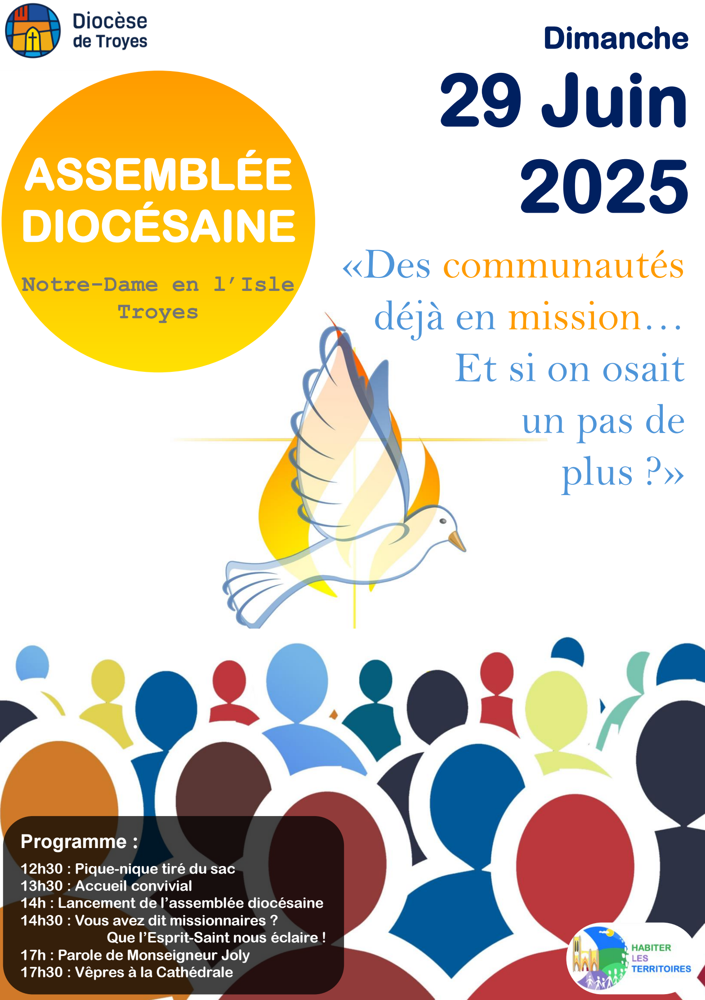 Diocèse
de Troyes
Dimanche
29 Juin
2025
ASSEMBLÉE
DIOCÉSAINE
Notre-Dame en l’Isle
Troyes
«Des communautés
déjà en mission…
Et si on osait
un pas de
plus ?»
Programme :
12h30 : Pique-nique tiré du sac
13h30 : Accueil convivial
14h : Lancement de l’assemblée diocésaine
14h30 : Vous avez dit missionnaires ?
Que l’Esprit-Saint nous éclaire !
17h : Parole de Monseigneur Joly
17h30 : Vêpres à la Cathédrale
HABITER
LES
TERRITOIRES